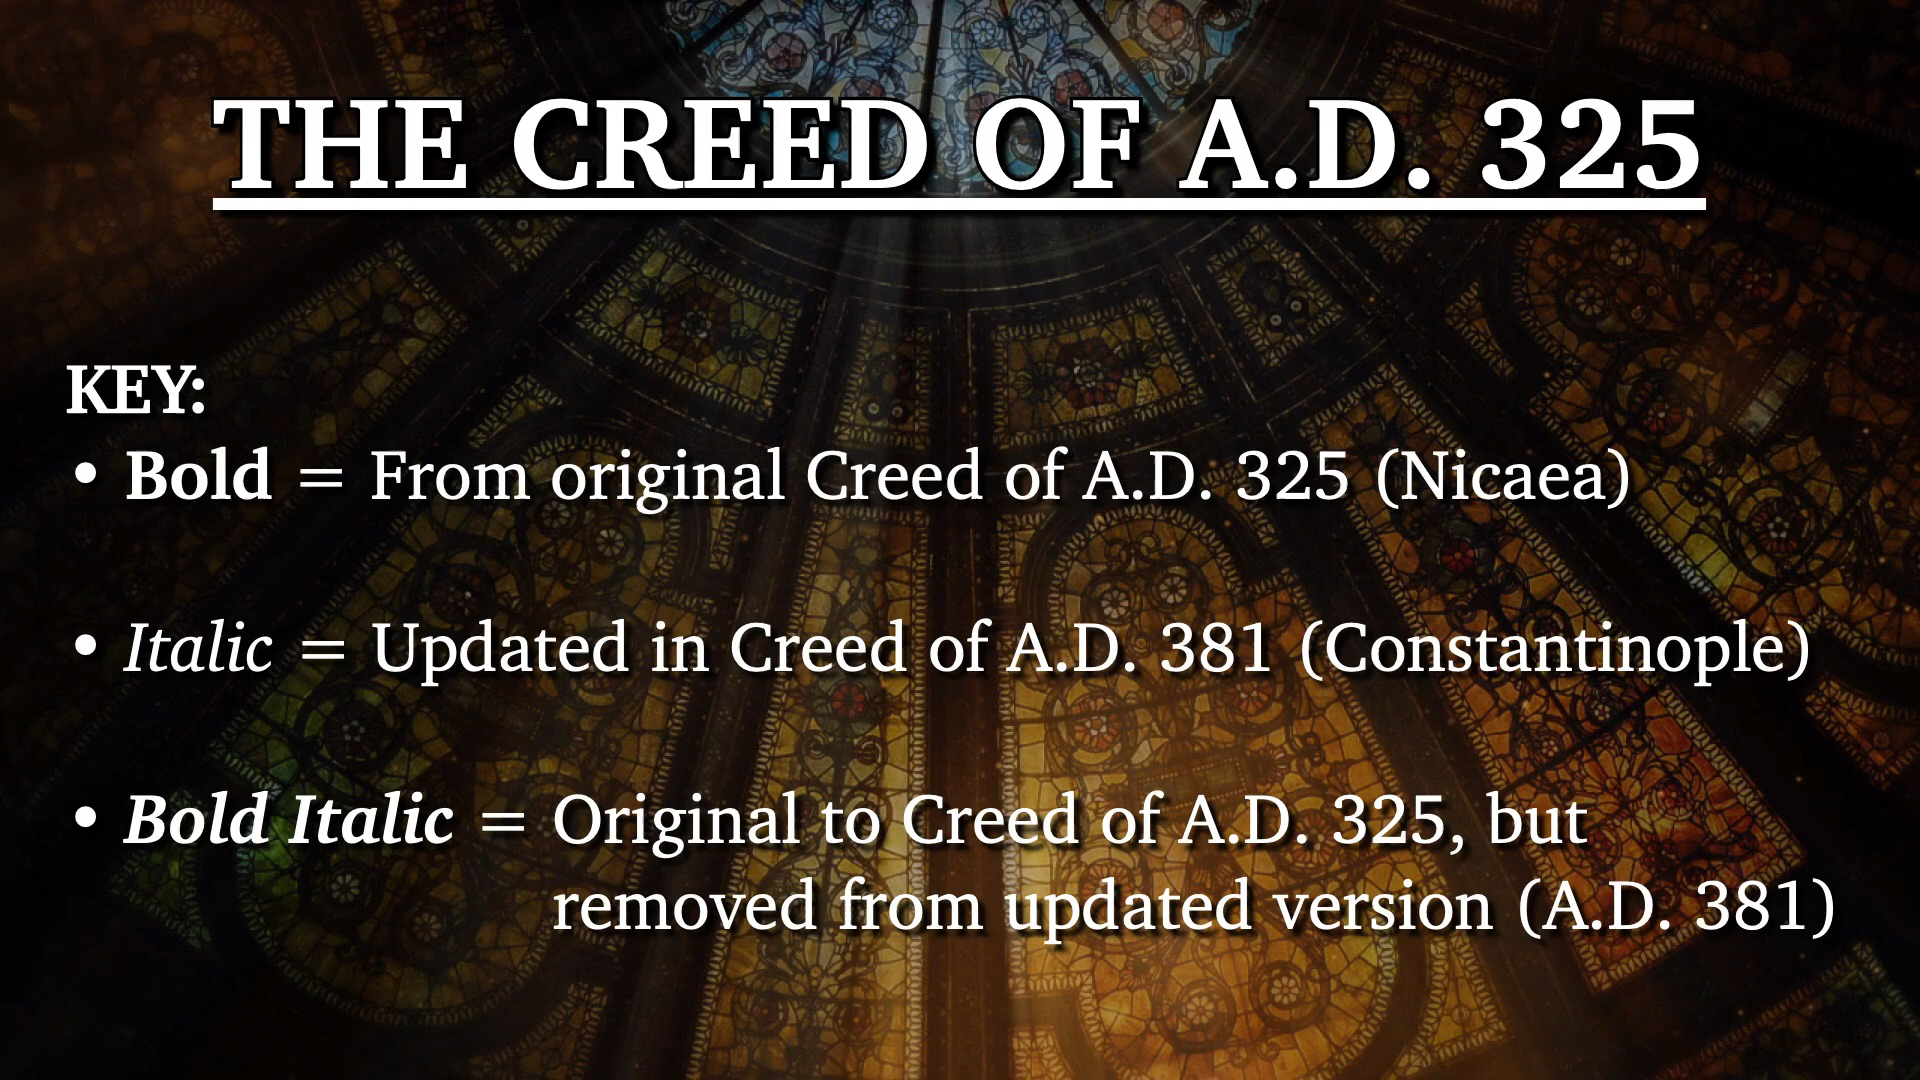 THE CREED OF A.D. 325
KEY:
• Bold = From original Creed of A.D. 325 (Nicaea)
• Italic = Updated in Creed of A.D. 381 (Constantinople)
• Bold Italic = Original to Creed of A.D. 325, but
removed from updated version (A.D. 381)